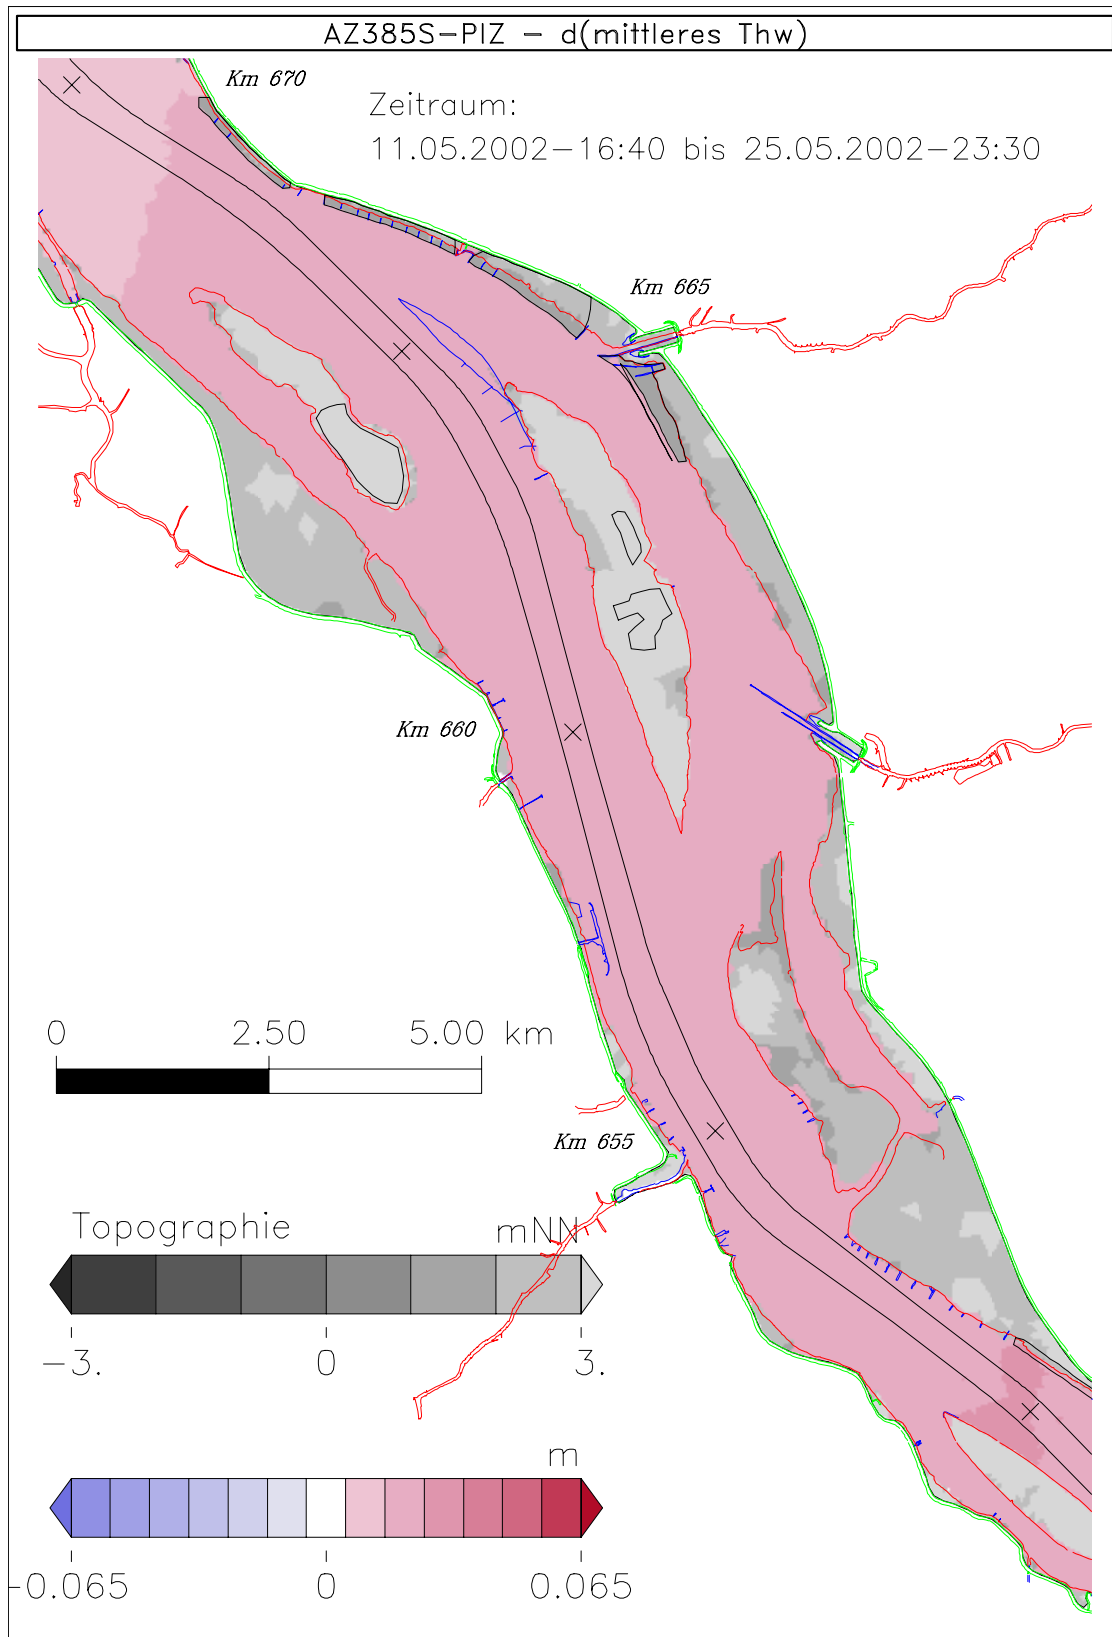 AZ385S-PIZ - d(mittleres Thw)
Km 670
Zeitraum:
11.05.2002-16:40 bis 25.05.2002-23:30
Km 665
Km 660
0 2.50 5.00 km
Km 655
Topographie mNN
-3. 0 3.
m
-0.065 0 0.065